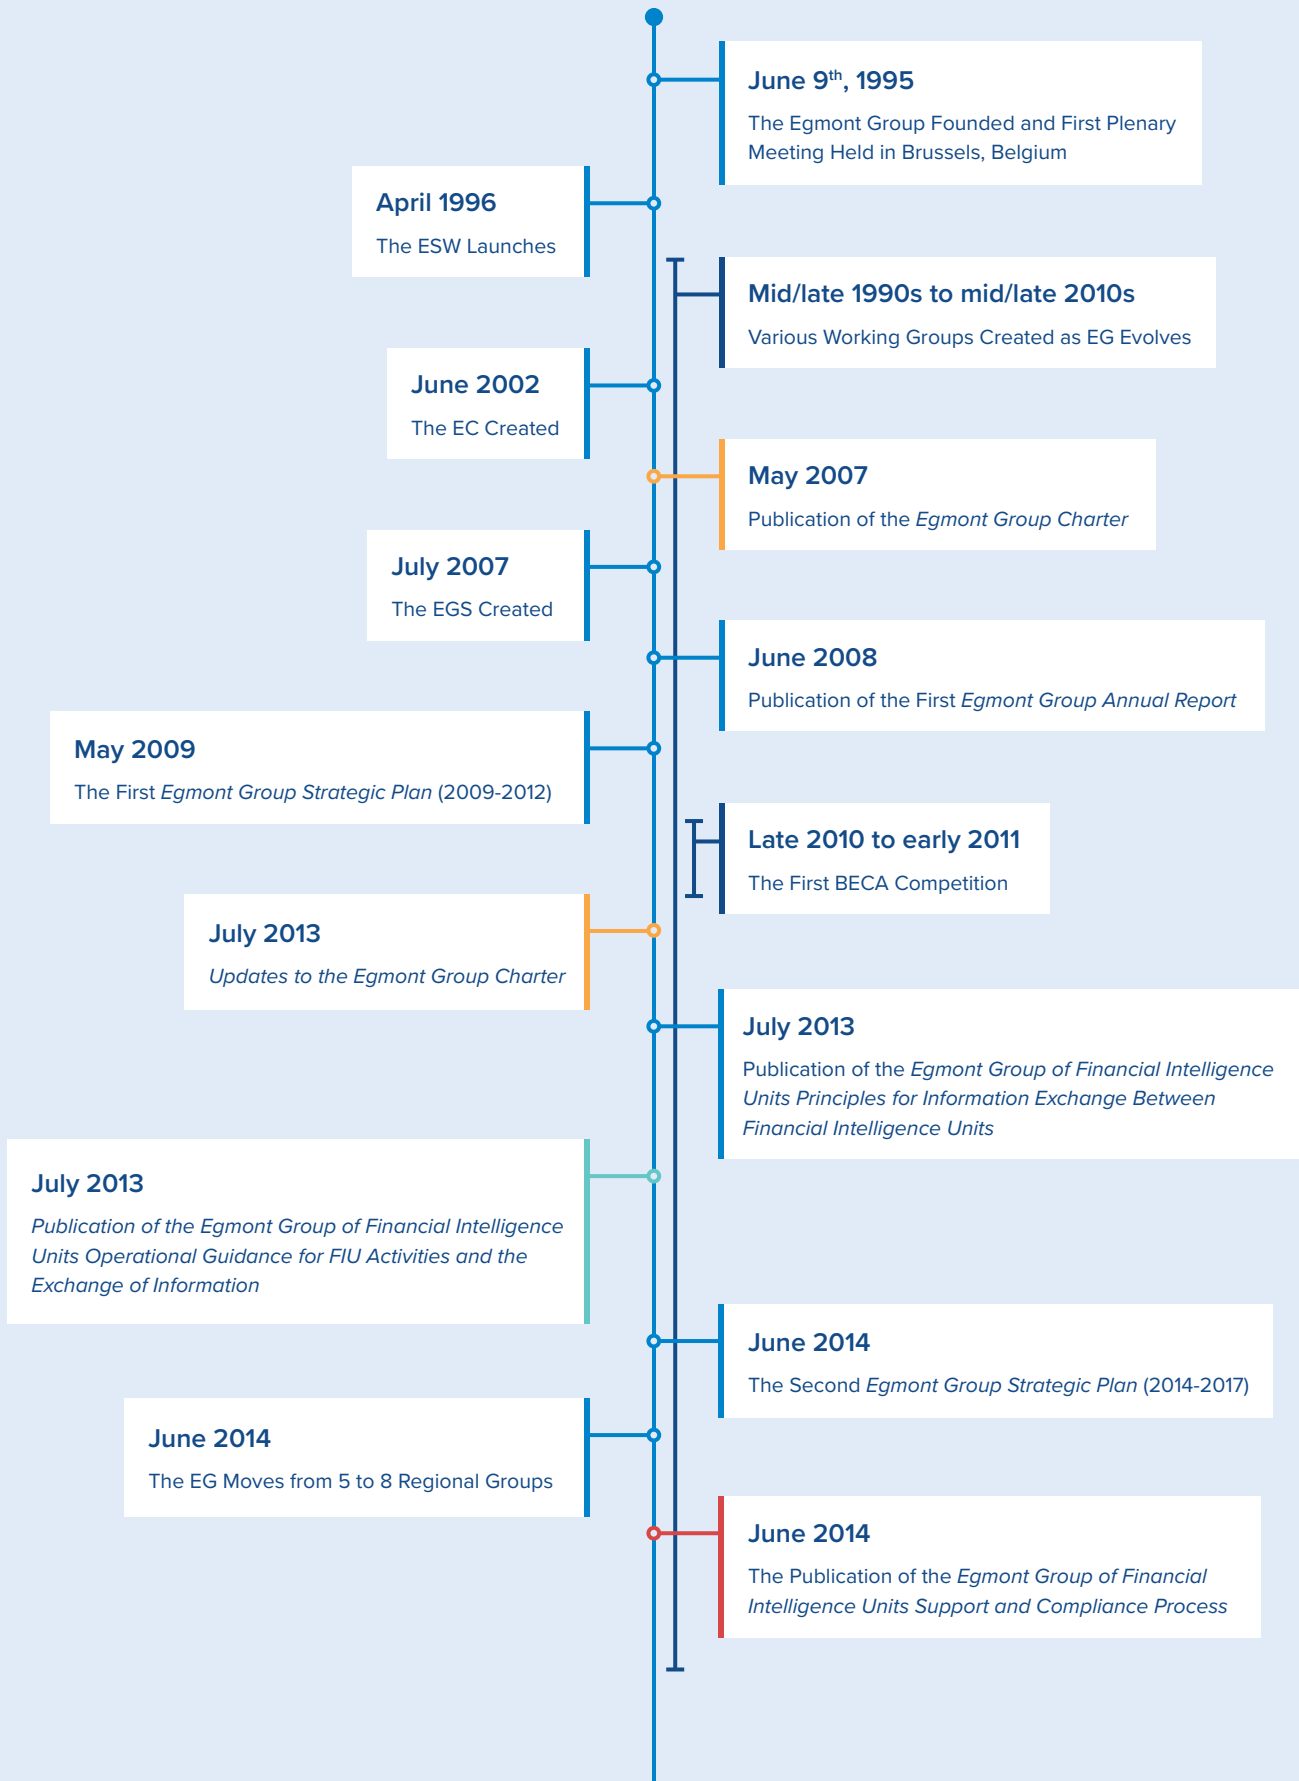 June 9th, 1995
The Egmont Group Founded and First Plenary
Meeting Held in Brussels, Belgium
April 1996
The ESW Launches
Mid/late 1990s to mid/late 2010s
Various Working Groups Created as EG Evolves
June 2002
The EC Created
May 2007
Publication of the Egmont Group Charter
July 2007
The EGS Created
June 2008
Publication of the First Egmont Group Annual Report
May 2009
The First Egmont Group Strategic Plan (2009-2012)
Late 2010 to early 2011
The First BECA Competition
July 2013
Updates to the Egmont Group Charter
July 2013
Publication of the Egmont Group of Financial Intelligence
Units Principles for Information Exchange Between
Financial Intelligence Units
July 2013
Publication of the Egmont Group of Financial Intelligence
Units Operational Guidance for FIU Activities and the
Exchange of Information
June 2014
The Second Egmont Group Strategic Plan (2014-2017)
June 2014
The EG Moves from 5 to 8 Regional Groups
June 2014
The Publication of the Egmont Group of Financial
Intelligence Units Support and Compliance Process